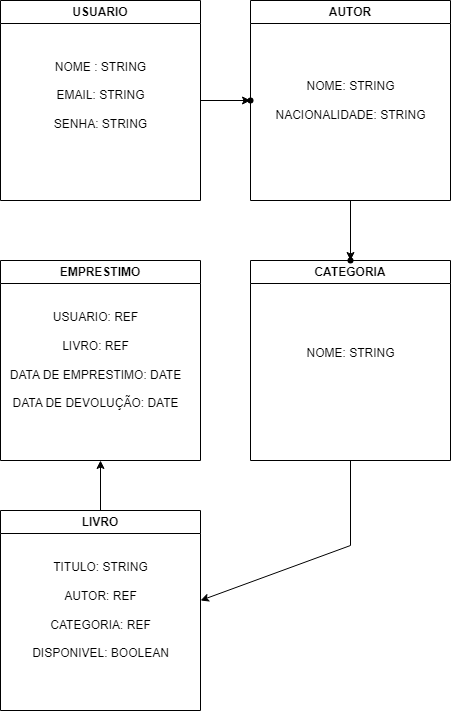 USUARIO
NOME : STRING
EMAIL: STRING
SENHA: STRING
AUTOR
NOME: STRING
NACIONALIDADE: STRING
EMPRESTIMO
USUARIO: REF
LIVRO: REF
DATA DE EMPRESTIMO: DATE
DATA DE DEVOLUÇÃO: DATE
CATEGORIA
NOME: STRING
LIVRO
TITULO: STRING
AUTOR: REF
CATEGORIA: REF
DISPONIVEL: BOOLEAN